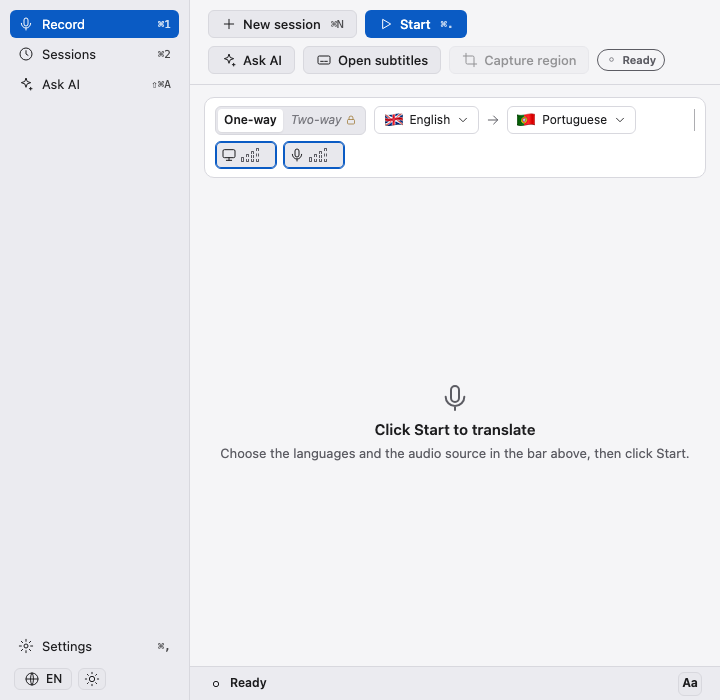 Record ⌘1
Sessions ⌘2
Ask AI ⇧⌘A
New session ⌘N
Start ⌘.
Ask AI
Open subtitles
Capture region
Ready
One-way
Two-way
English
Portuguese
Click Start to translate
Choose the languages and the audio source in the bar above, then click Start.
Settings ⌘,
EN
Ready
Aa